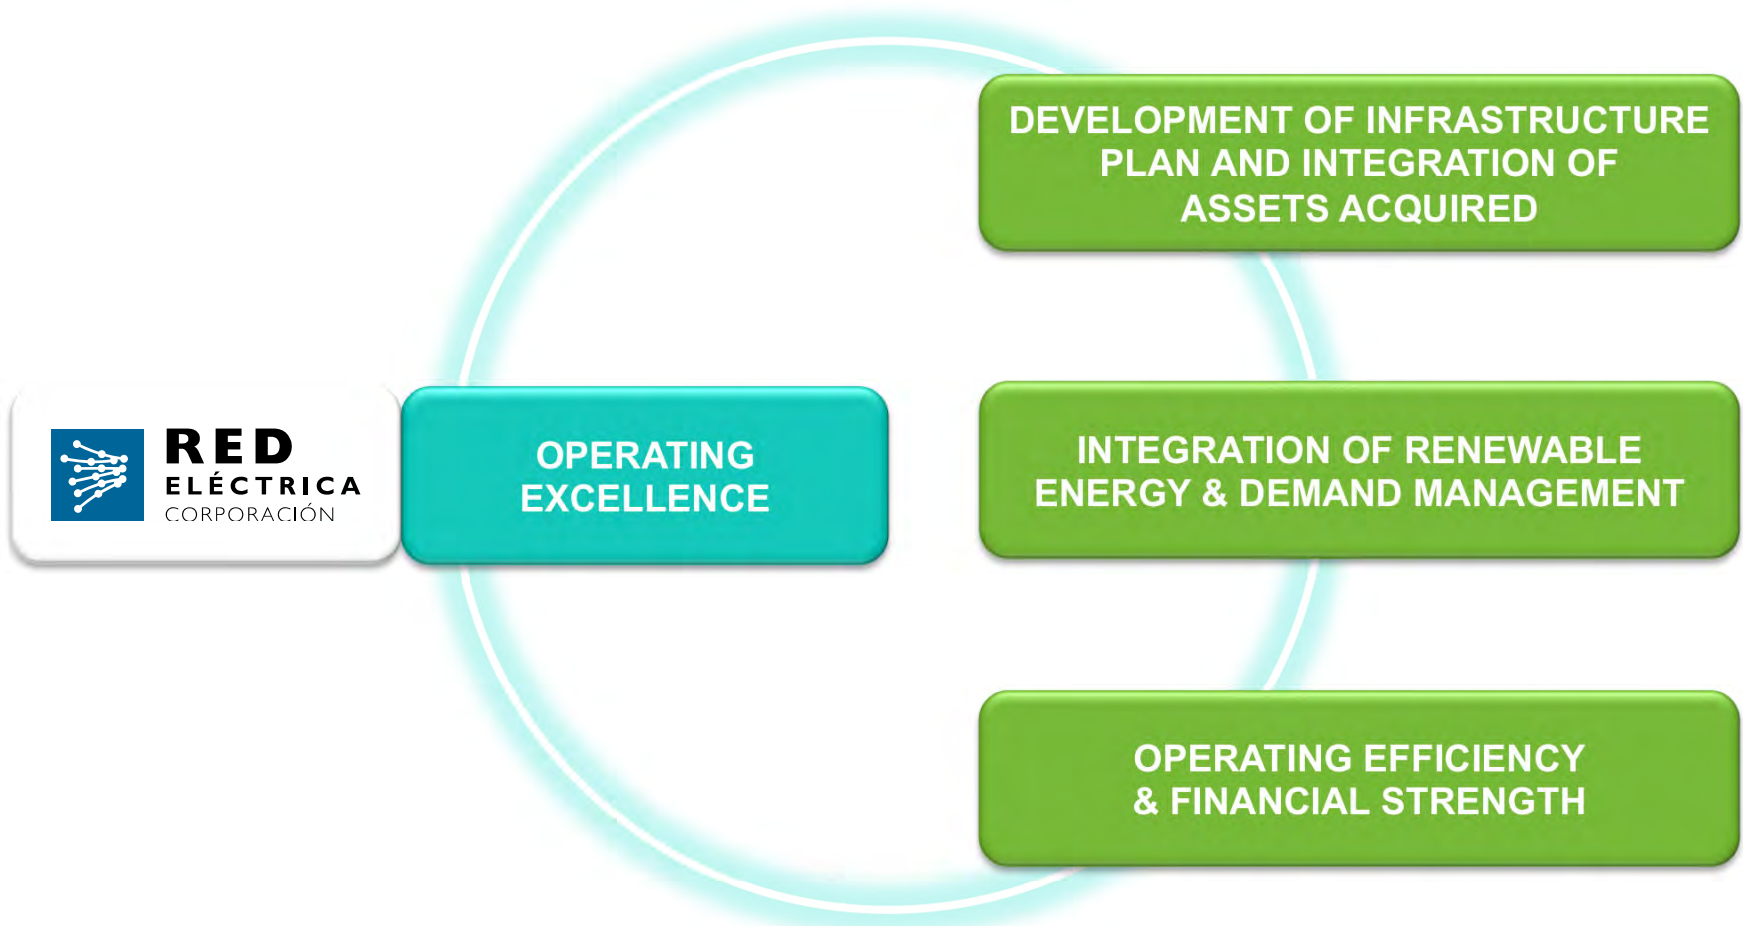 RED
ELÉCTRICA
CORPORACIÓN
OPERATING
EXCELLENCE
DEVELOPMENT OF INFRASTRUCTURE
PLAN AND INTEGRATION OF
ASSETS ACQUIRED
INTEGRATION OF RENEWABLE
ENERGY & DEMAND MANAGEMENT
OPERATING EFFICIENCY
& FINANCIAL STRENGTH